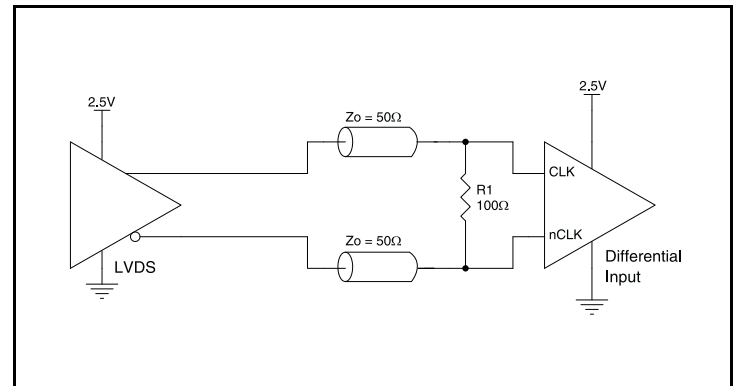 2.5V
2.5V
Zo = 50Ω
CLK
R1
100Ω
Zo = 50Ω
nCLK
LVDS
Differential
Input